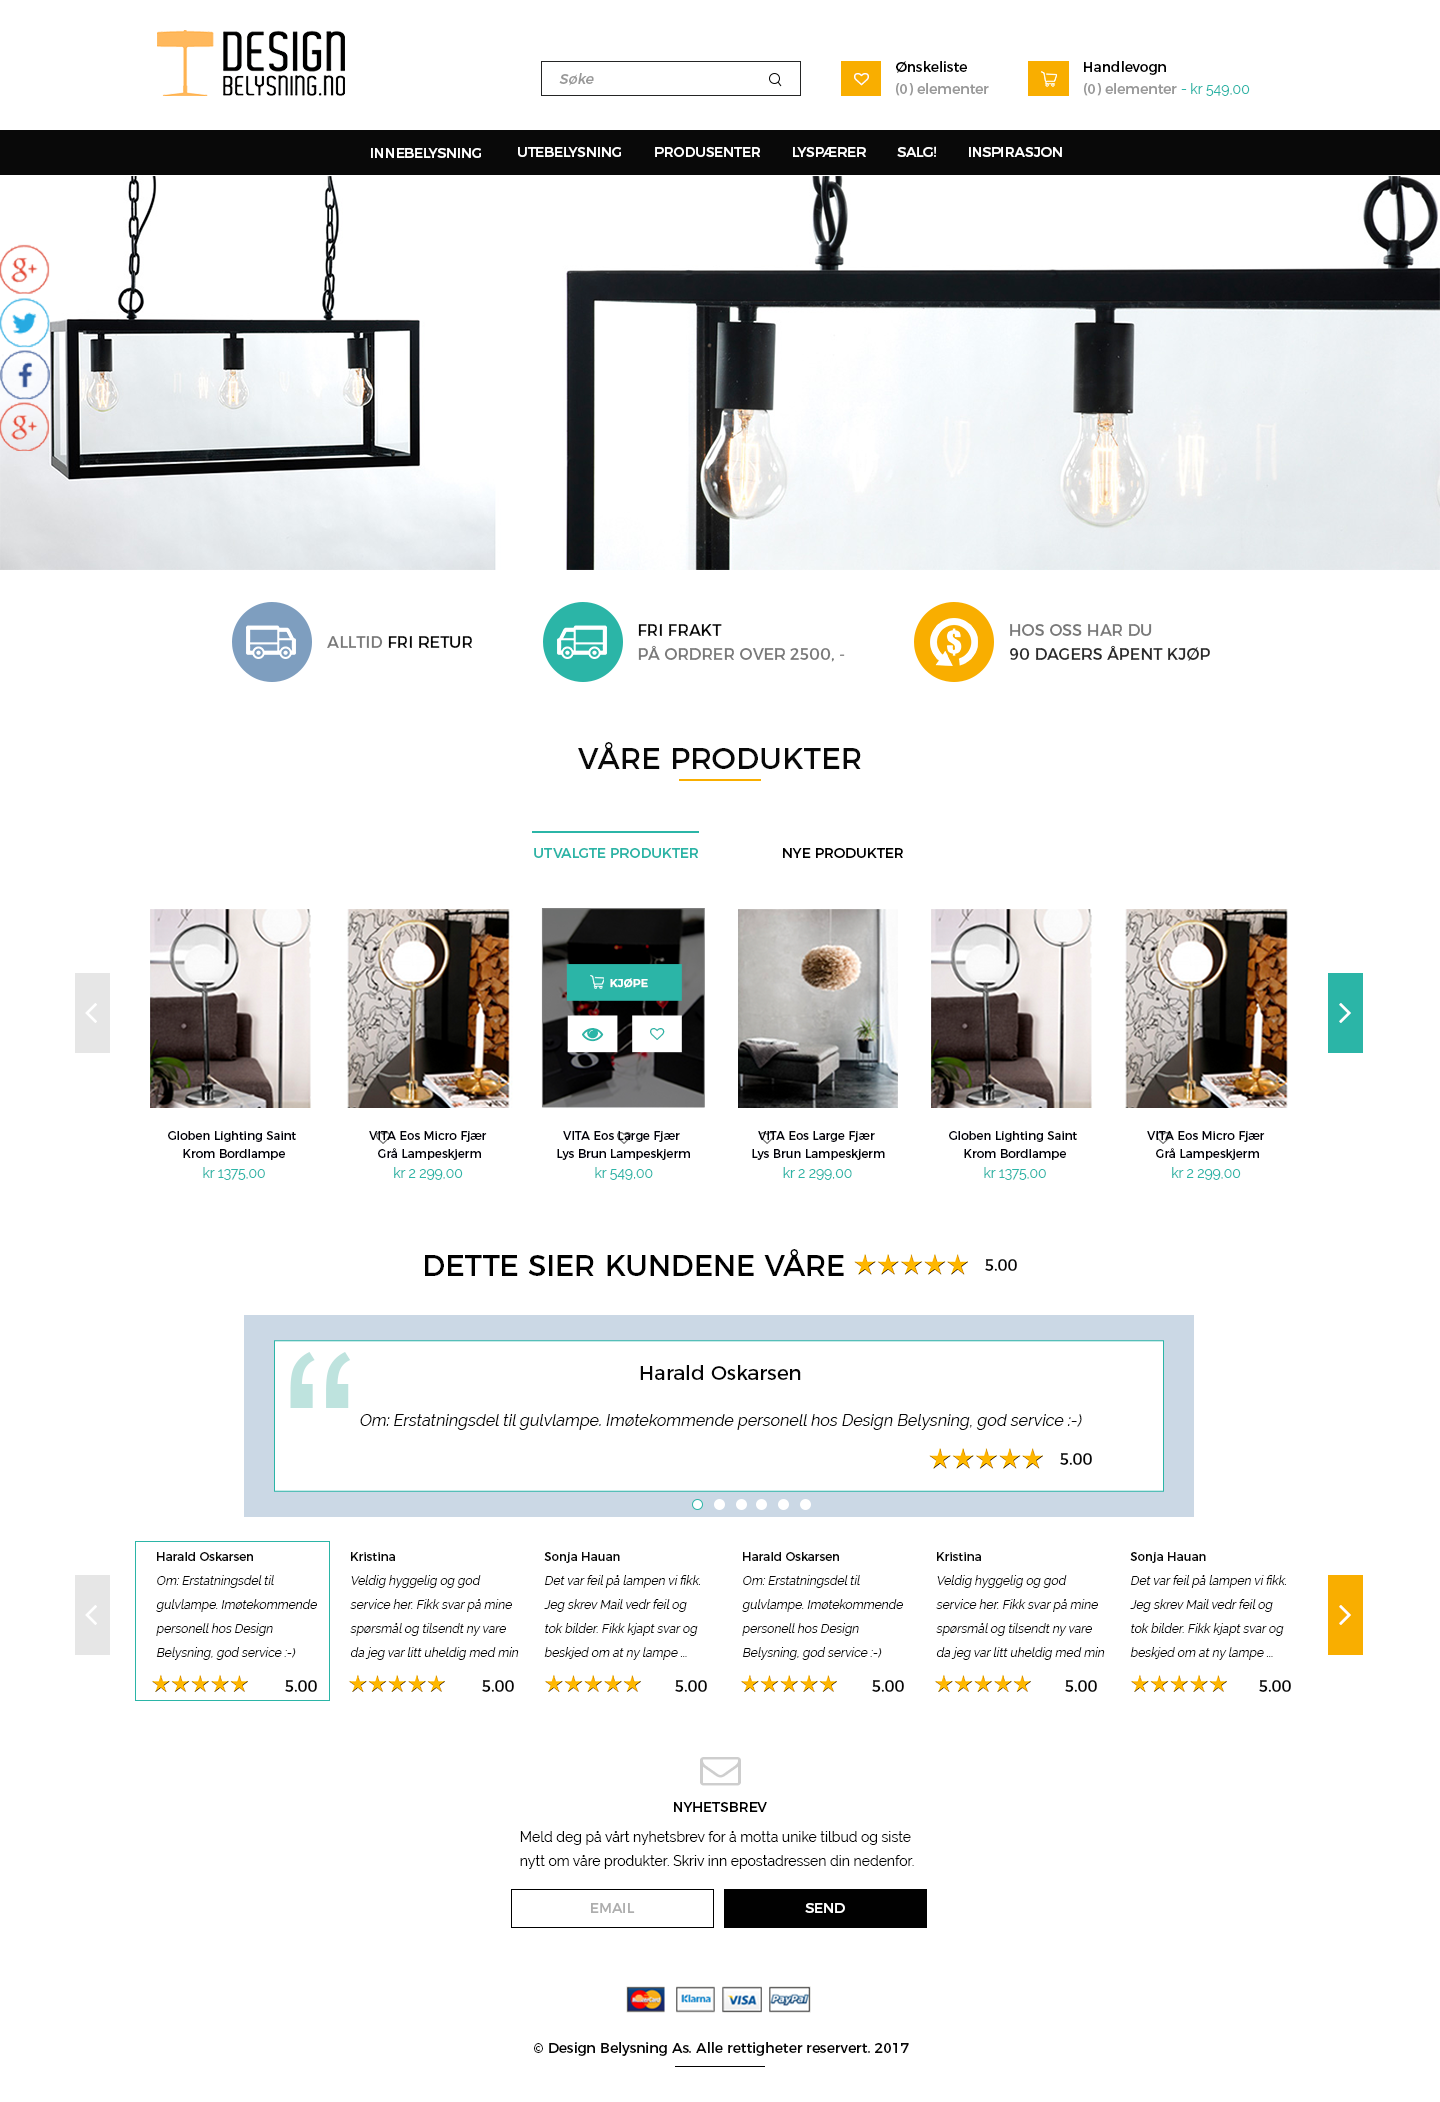 DESIGN
BELYSNING.NO
Søke
Ønskeliste
(0) elementer
Handlevogn
(0) elementer - kr 549,00
INNEBELYSNING UTEBELYSNING PRODUSENTER LYSPÆRER SALG! INSPIRASJON
g+
f
g+
ALLTID FRI RETUR
FRI FRAKT
PÅ ORDRER OVER 2500, -
$
HOS OSS HAR DU
90 DAGERS ÅPENT KJØP
VÅRE PRODUKTER
UTVALGTE PRODUKTER NYE PRODUKTER
KJØPE
Globen Lighting Saint
Krom Bordlampe
kr 1375,00
VITA Eos Micro Fjær
Grå Lampeskjerm
kr 2 299,00
VITA Eos Large Fjær
Lys Brun Lampeskjerm
kr 549,00
VITA Eos Large Fjær
Lys Brun Lampeskjerm
kr 2 299,00
Globen Lighting Saint
Krom Bordlampe
kr 1375,00
VITA Eos Micro Fjær
Grå Lampeskjerm
kr 2 299,00
DETTE SIER KUNDENE VÅRE 5.00
“
Harald Oskarsen
Om: Erstatningsdel til gulvlampe. Imøtekommende personell hos Design Belysning, god service :-)
5.00
Harald Oskarsen
Om: Erstatningsdel til
gulvlampe. Imøtekommende
personell hos Design
Belysning, god service :-)
5.00
Kristina
Veldig hyggelig og god
service her. Fikk svar på mine
spørsmål og tilsendt ny vare
da jeg var litt uheldig med min
5.00
Sonja Hauan
Det var feil på lampen vi fikk.
Jeg skrev Mail vedr feil og
tok bilder. Fikk kjapt svar og
beskjed om at ny lampe ...
5.00
Harald Oskarsen
Om: Erstatningsdel til
gulvlampe. Imøtekommende
personell hos Design
Belysning, god service :-)
5.00
Kristina
Veldig hyggelig og god
service her. Fikk svar på mine
spørsmål og tilsendt ny vare
da jeg var litt uheldig med min
5.00
Sonja Hauan
Det var feil på lampen vi fikk.
Jeg skrev Mail vedr feil og
tok bilder. Fikk kjapt svar og
beskjed om at ny lampe ...
5.00
NYHETSBREV
Meld deg på vårt nyhetsbrev for å motta unike tilbud og siste
nytt om våre produkter. Skriv inn epostadressen din nedenfor.
EMAIL SEND
MasterCard Klarna VISA PayPal
© Design Belysning As. Alle rettigheter reservert. 2017